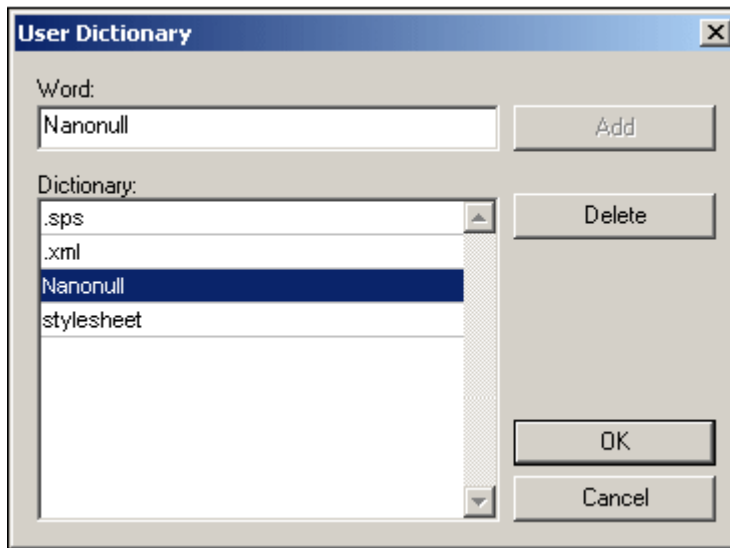 User Dictionary
Word:
Nanonull
Add
Dictionary:
.sps
Delete
.xml
Nanonull
stylesheet
OK
Cancel